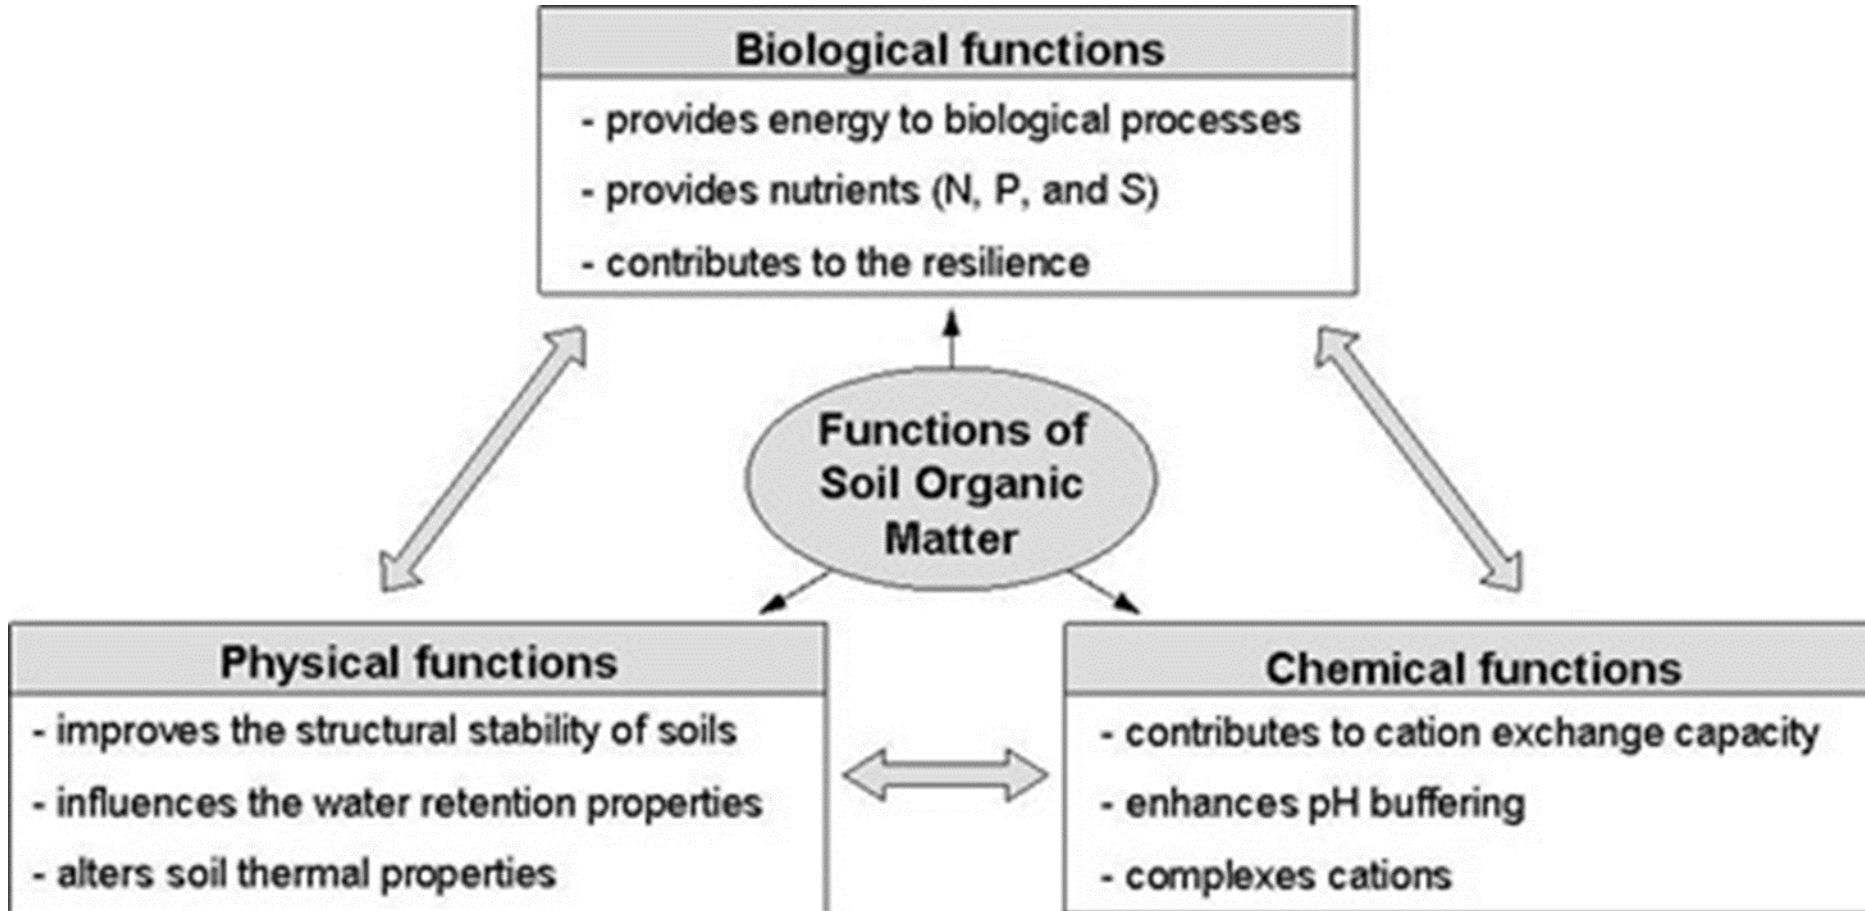 Biological functions
- provides energy to biological processes
- provides nutrients (N, P, and S)
- contributes to the resilience
Functions of
Soil Organic
Matter
Physical functions
- improves the structural stability of soils
- influences the water retention properties
- alters soil thermal properties
Chemical functions
- contributes to cation exchange capacity
- enhances pH buffering
- complexes cations